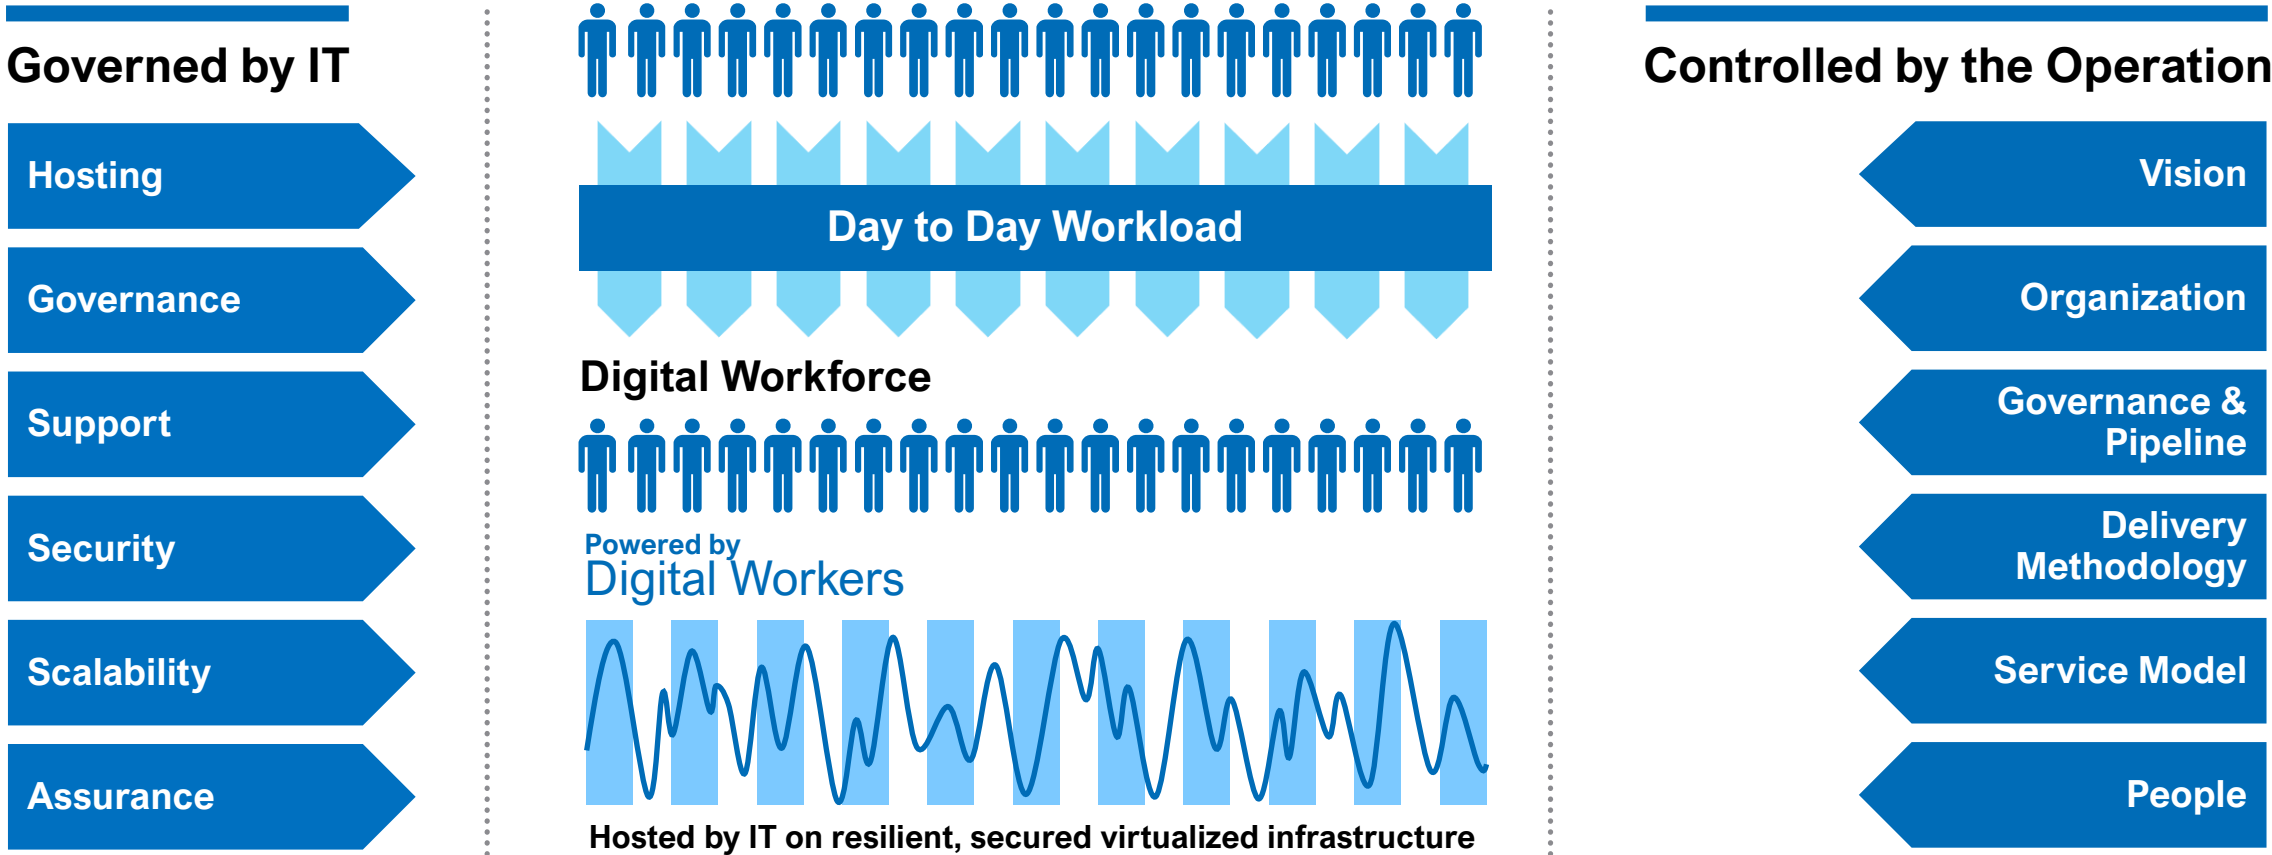 Governed by IT
Hosting
Governance
Support
Security
Scalability
Assurance
Day to Day Workload
Digital Workforce
Powered by
Digital Workers
Hosted by IT on resilient, secured virtualized infrastructure
Controlled by the Operation
Vision
Organization
Governance &
Pipeline
Delivery
Methodology
Service Model
People